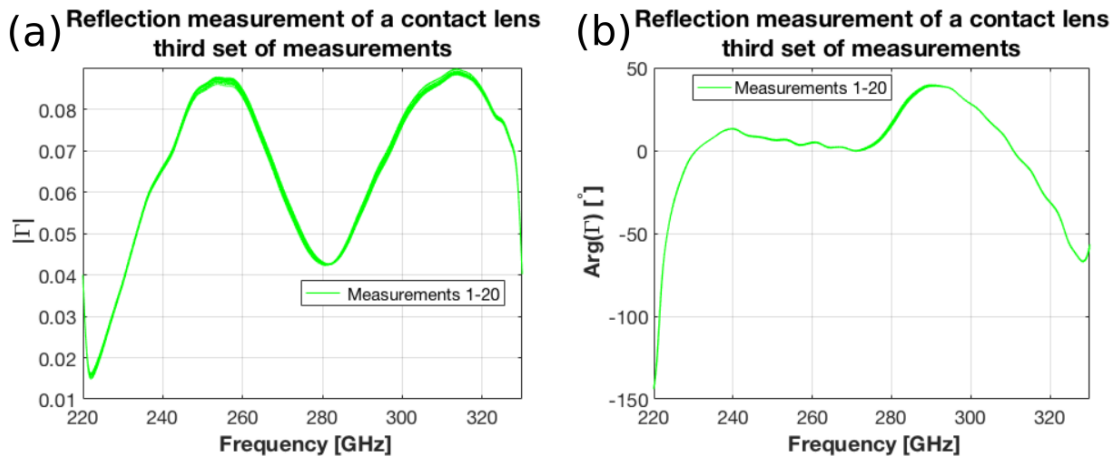 (a) Reflection measurement of a contact lens
third set of measurements
0.08
0.07
0.06
0.05
0.04
0.03
0.02
0.01
|Γ|
Measurements 1-20
220 240 260 280 300 320
Frequency [GHz]
(b) Reflection measurement of a contact lens
third set of measurements
50
0
-50
-100
-150
Arg(Γ) [°]
Measurements 1-20
220 240 260 280 300 320
Frequency [GHz]